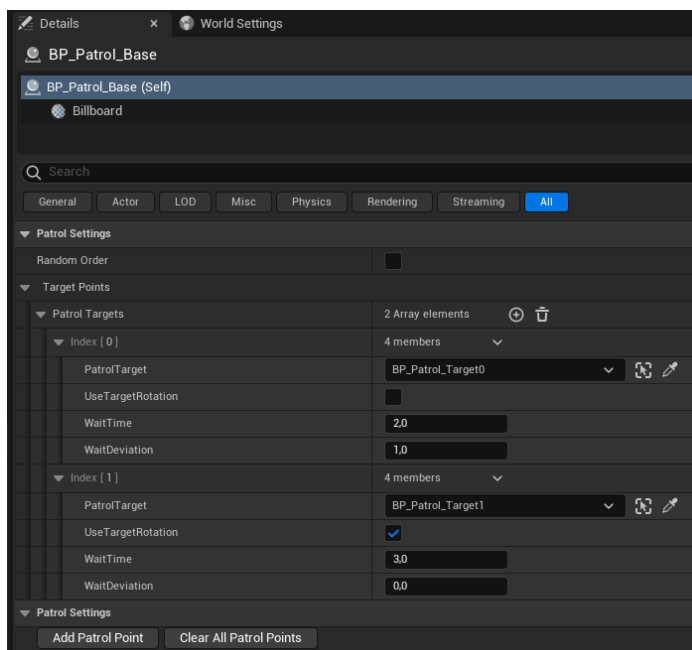 Details × World Settings
BP_Patrol_Base
BP_Patrol_Base (Self)
Billboard
Search
General Actor LOD Misc Physics Rendering Streaming All
Patrol Settings
Random Order
Target Points
Patrol Targets 2 Array elements
Index [ 0 ] 4 members
PatrolTarget BP_Patrol_Target0
UseTargetRotation
WaitTime 2,0
WaitDeviation 1,0
Index [ 1 ] 4 members
PatrolTarget BP_Patrol_Target1
UseTargetRotation
WaitTime 3,0
WaitDeviation 0,0
Patrol Settings
Add Patrol Point Clear All Patrol Points